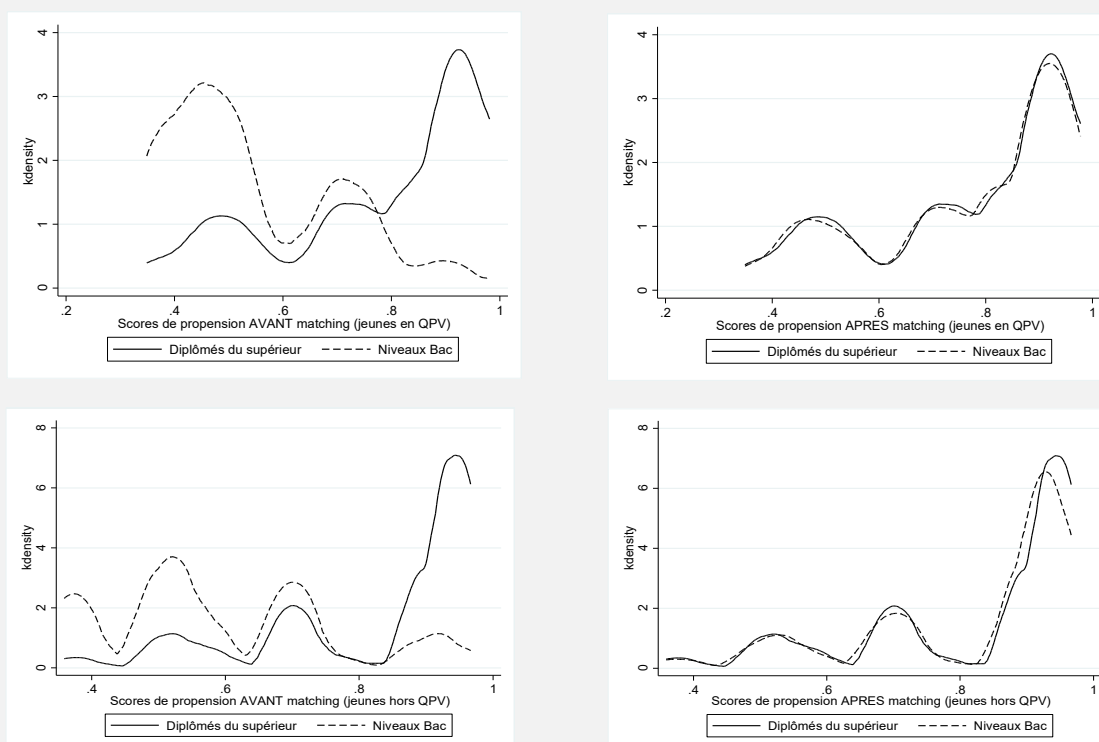 4
3
2
1
0
kdensity
.2 .4 .6 .8 1
Scores de propension AVANT matching (jeunes en QPV)
Diplômés du supérieur Niveaux Bac
4
3
2
1
0
kdensity
.2 .4 .6 .8 1
Scores de propension APRES matching (jeunes en QPV)
Diplômés du supérieur Niveaux Bac
8
6
4
2
0
kdensity
.4 .6 .8 1
Scores de propension AVANT matching (jeunes hors QPV)
Diplômés du supérieur Niveaux Bac
8
6
4
2
0
kdensity
.4 .6 .8 1
Scores de propension APRES matching (jeunes hors QPV)
Diplômés du supérieur Niveaux Bac